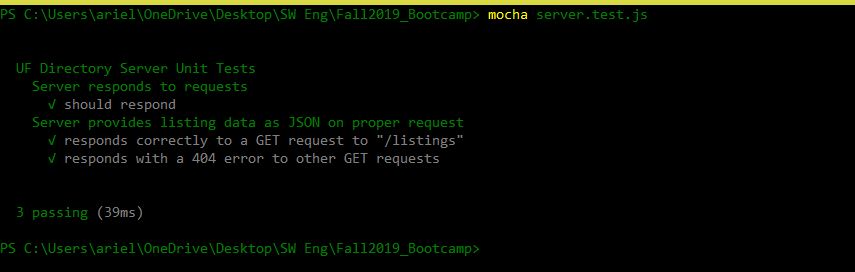 PS C:\Users\ariel\OneDrive\Desktop\SW Eng\Fall2019_Bootcamp> mocha server.test.js
UF Directory Server Unit Tests
Server responds to requests
√ should respond
Server provides listing data as JSON on proper request
√ responds correctly to a GET request to "/listings"
√ responds with a 404 error to other GET requests
3 passing (39ms)
PS C:\Users\ariel\OneDrive\Desktop\SW Eng\Fall2019_Bootcamp>